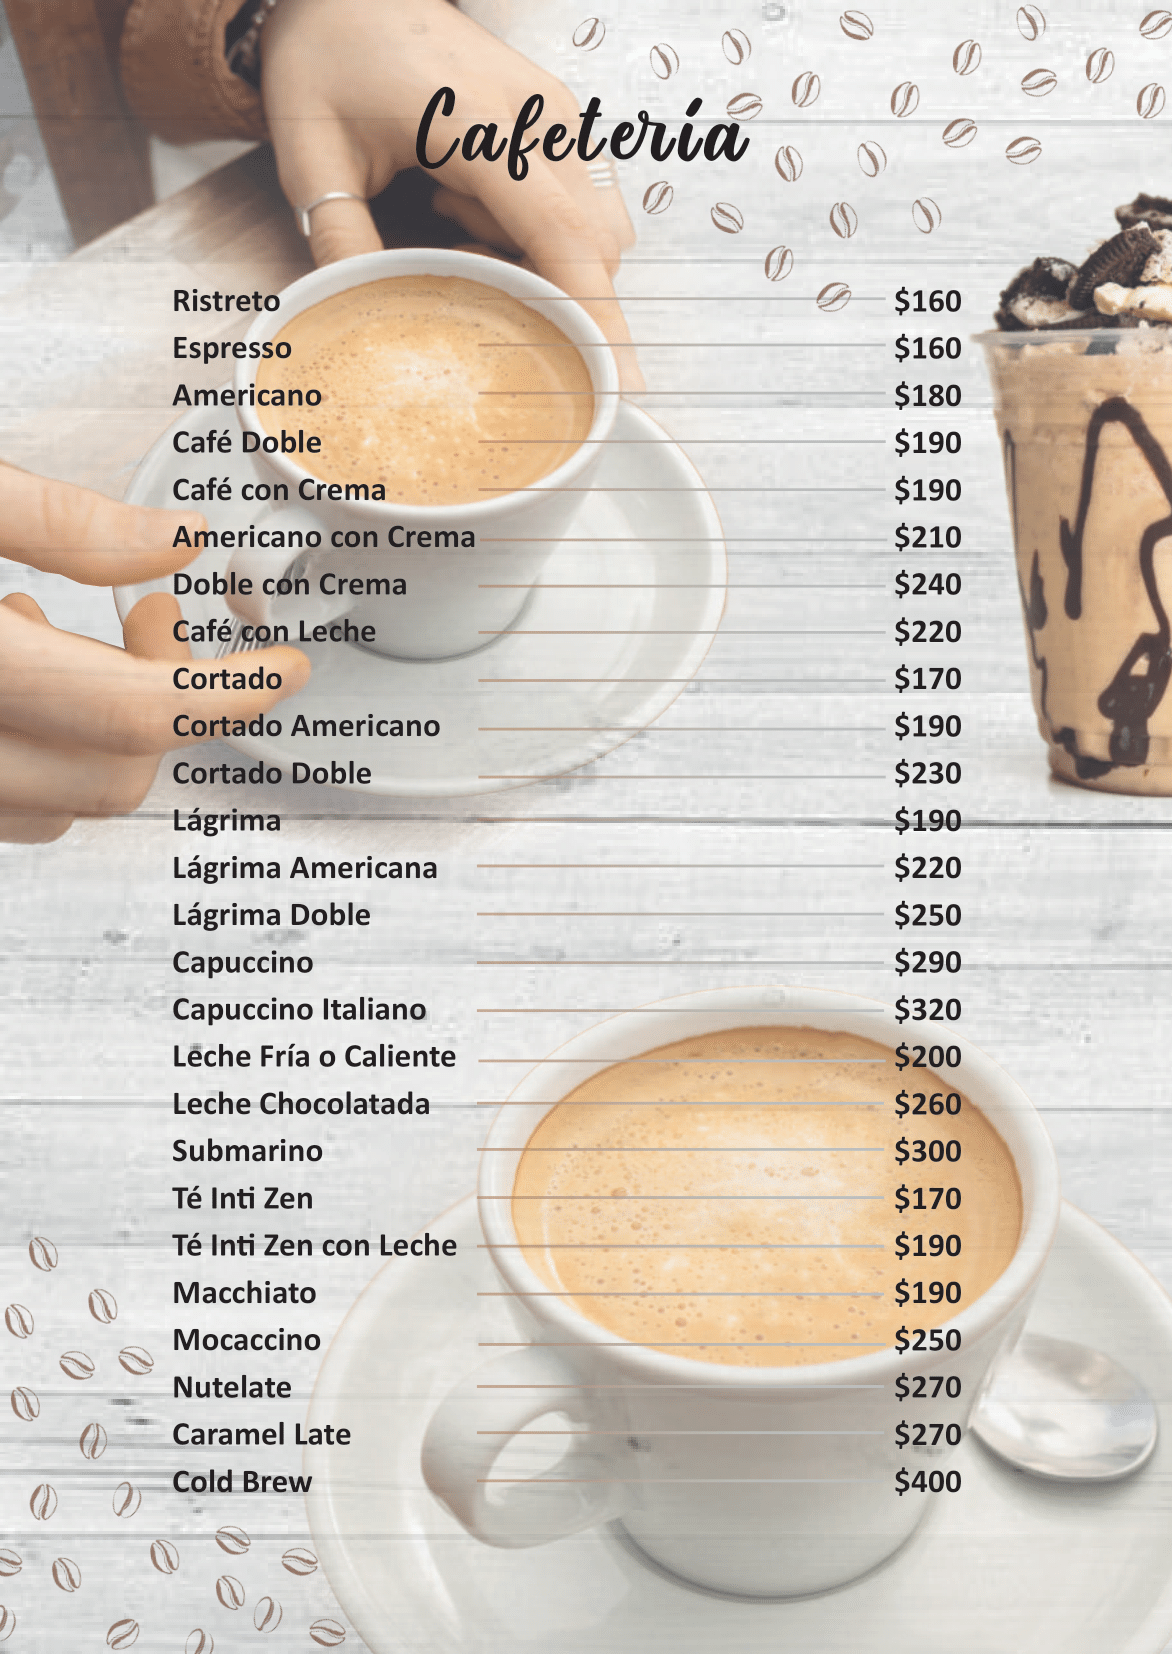 Cafetería
Ristreto $160
Espresso $160
Americano $180
Café Doble $190
Café con Crema $190
Americano con Crema $210
Doble con Crema $240
Café con Leche $220
Cortado $170
Cortado Americano $190
Cortado Doble $230
Lágrima $190
Lágrima Americana $220
Lágrima Doble $250
Capuccino $290
Capuccino Italiano $320
Leche Fría o Caliente $200
Leche Chocolatada $260
Submarino $300
Té Inti Zen $170
Té Inti Zen con Leche $190
Macchiato $190
Mocaccino $250
Nutelate $270
Caramel Late $270
Cold Brew $400